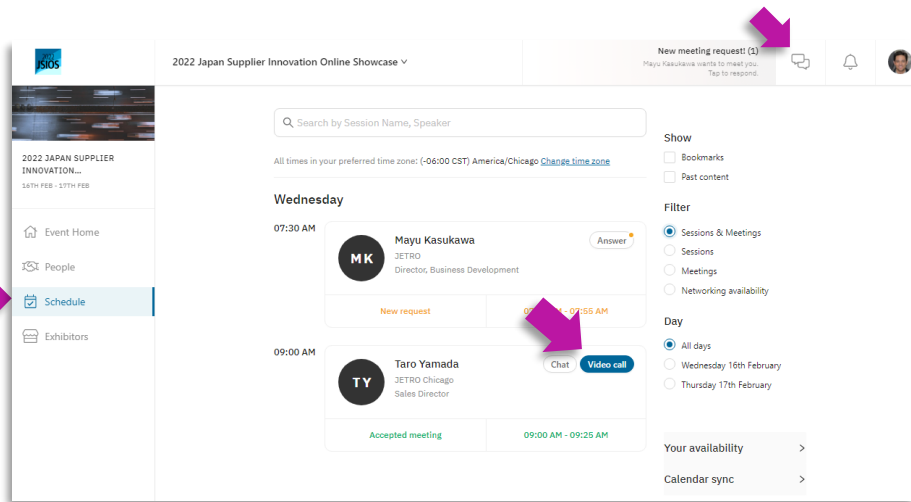 2022
JSIOS
2022 Japan Supplier Innovation Online Showcase
New meeting request! (1)
Mayu Kasukawa wants to meet you.
Tap to respond.
2022 JAPAN SUPPLIER
INNOVATION...
16TH FEB - 17TH FEB
Event Home
People
Schedule
Exhibitors
Search by Session Name, Speaker
All times in your preferred time zone: (-06:00 CST) America/Chicago Change time zone
Wednesday
07:30 AM
MK
Mayu Kasukawa
JETRO
Director, Business Development
Answer
New request
- 07:55 AM
09:00 AM
TY
Taro Yamada
JETRO Chicago
Sales Director
Chat
Video call
Accepted meeting
09:00 AM - 09:25 AM
Show
Bookmarks
Past content
Filter
Sessions & Meetings
Sessions
Meetings
Networking availability
Day
All days
Wednesday 16th February
Thursday 17th February
Your availability
Calendar sync